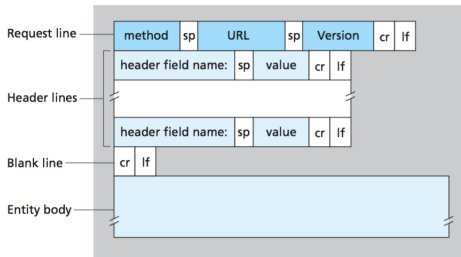 Request line method sp URL sp Version cr lf
header field name: sp value cr lf
Header lines
header field name: sp value cr lf
Blank line cr lf
Entity body